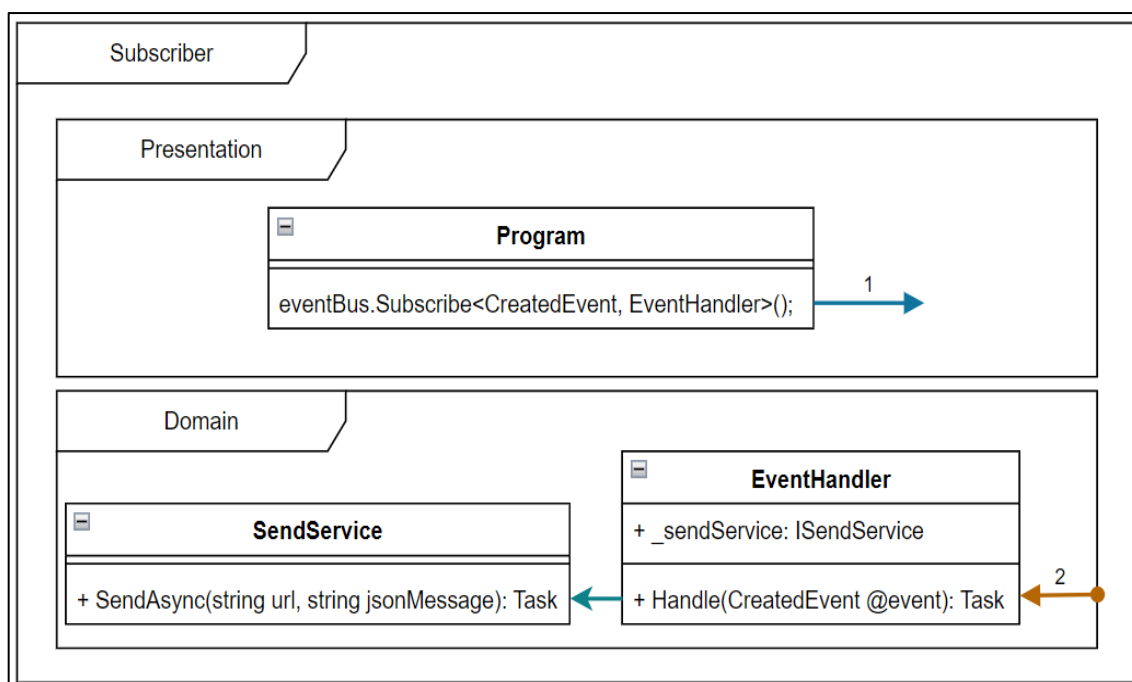 Subscriber
Presentation
Program
eventBus.Subscribe<CreatedEvent, EventHandler>();
1
Domain
SendService
+ SendAsync(string url, string jsonMessage): Task
EventHandler
+ _sendService: ISendService
+ Handle(CreatedEvent @event): Task
2